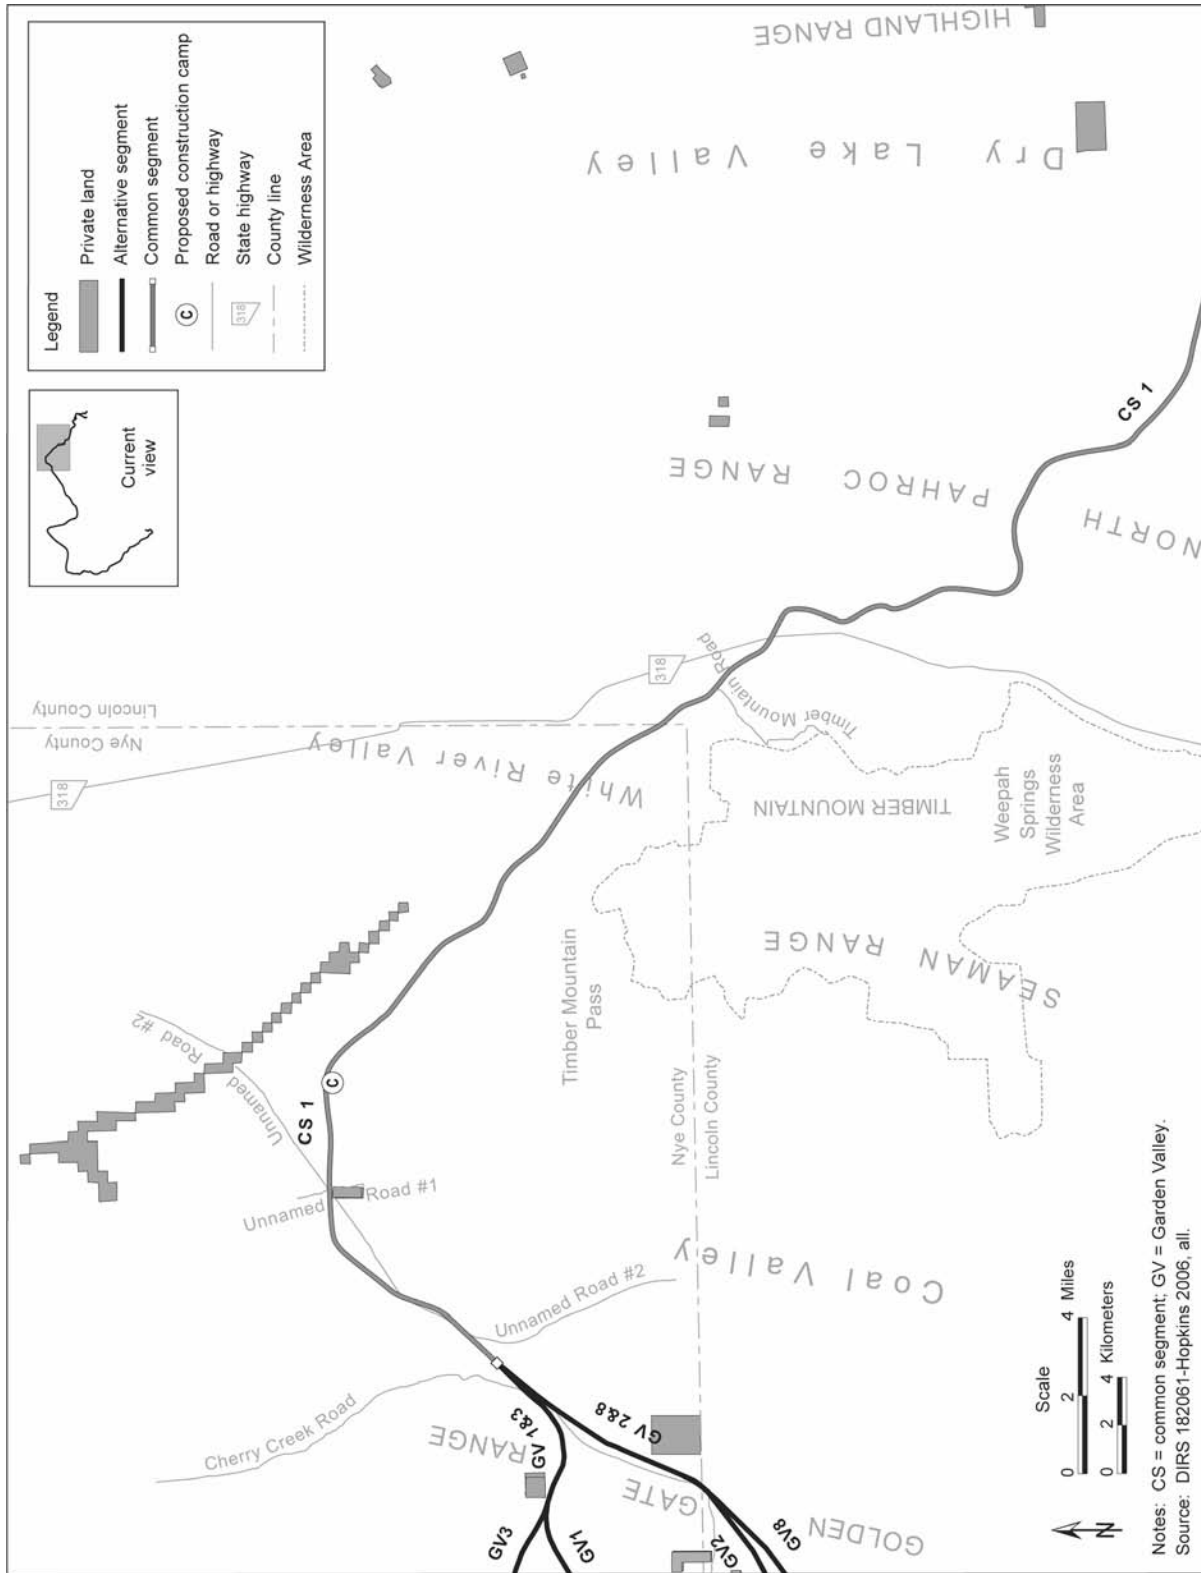 Legend
Private land
Alternative segment
Common segment
C Proposed construction camp
Road or highway
318 State highway
County line
Wilderness Area
Current
view
HIGHLAND RANGE
Dry Lake Valley
NORTH PAHROC RANGE
CS 1
318
Nye County
Lincoln County
White River Valley
318
Timber Mountain Road
TIMBER MOUNTAIN
Weepah
Springs
Wilderness
Area
SEAMAN RANGE
Timber Mountain
Pass
Nye County
Lincoln County
Unnamed Road #2
CS 1
C
Unnamed Road #1
Unnamed Road #2
Coal Valley
Cherry Creek Road
GV 1&3
GV 2&8
GV3
GV1
GV2
GV8
GOLDEN GATE RANGE
N
Scale
0 2 4 Miles
0 2 4 Kilometers
Notes: CS = common segment; GV = Garden Valley.
Source: DIRS 182061-Hopkins 2006, all.